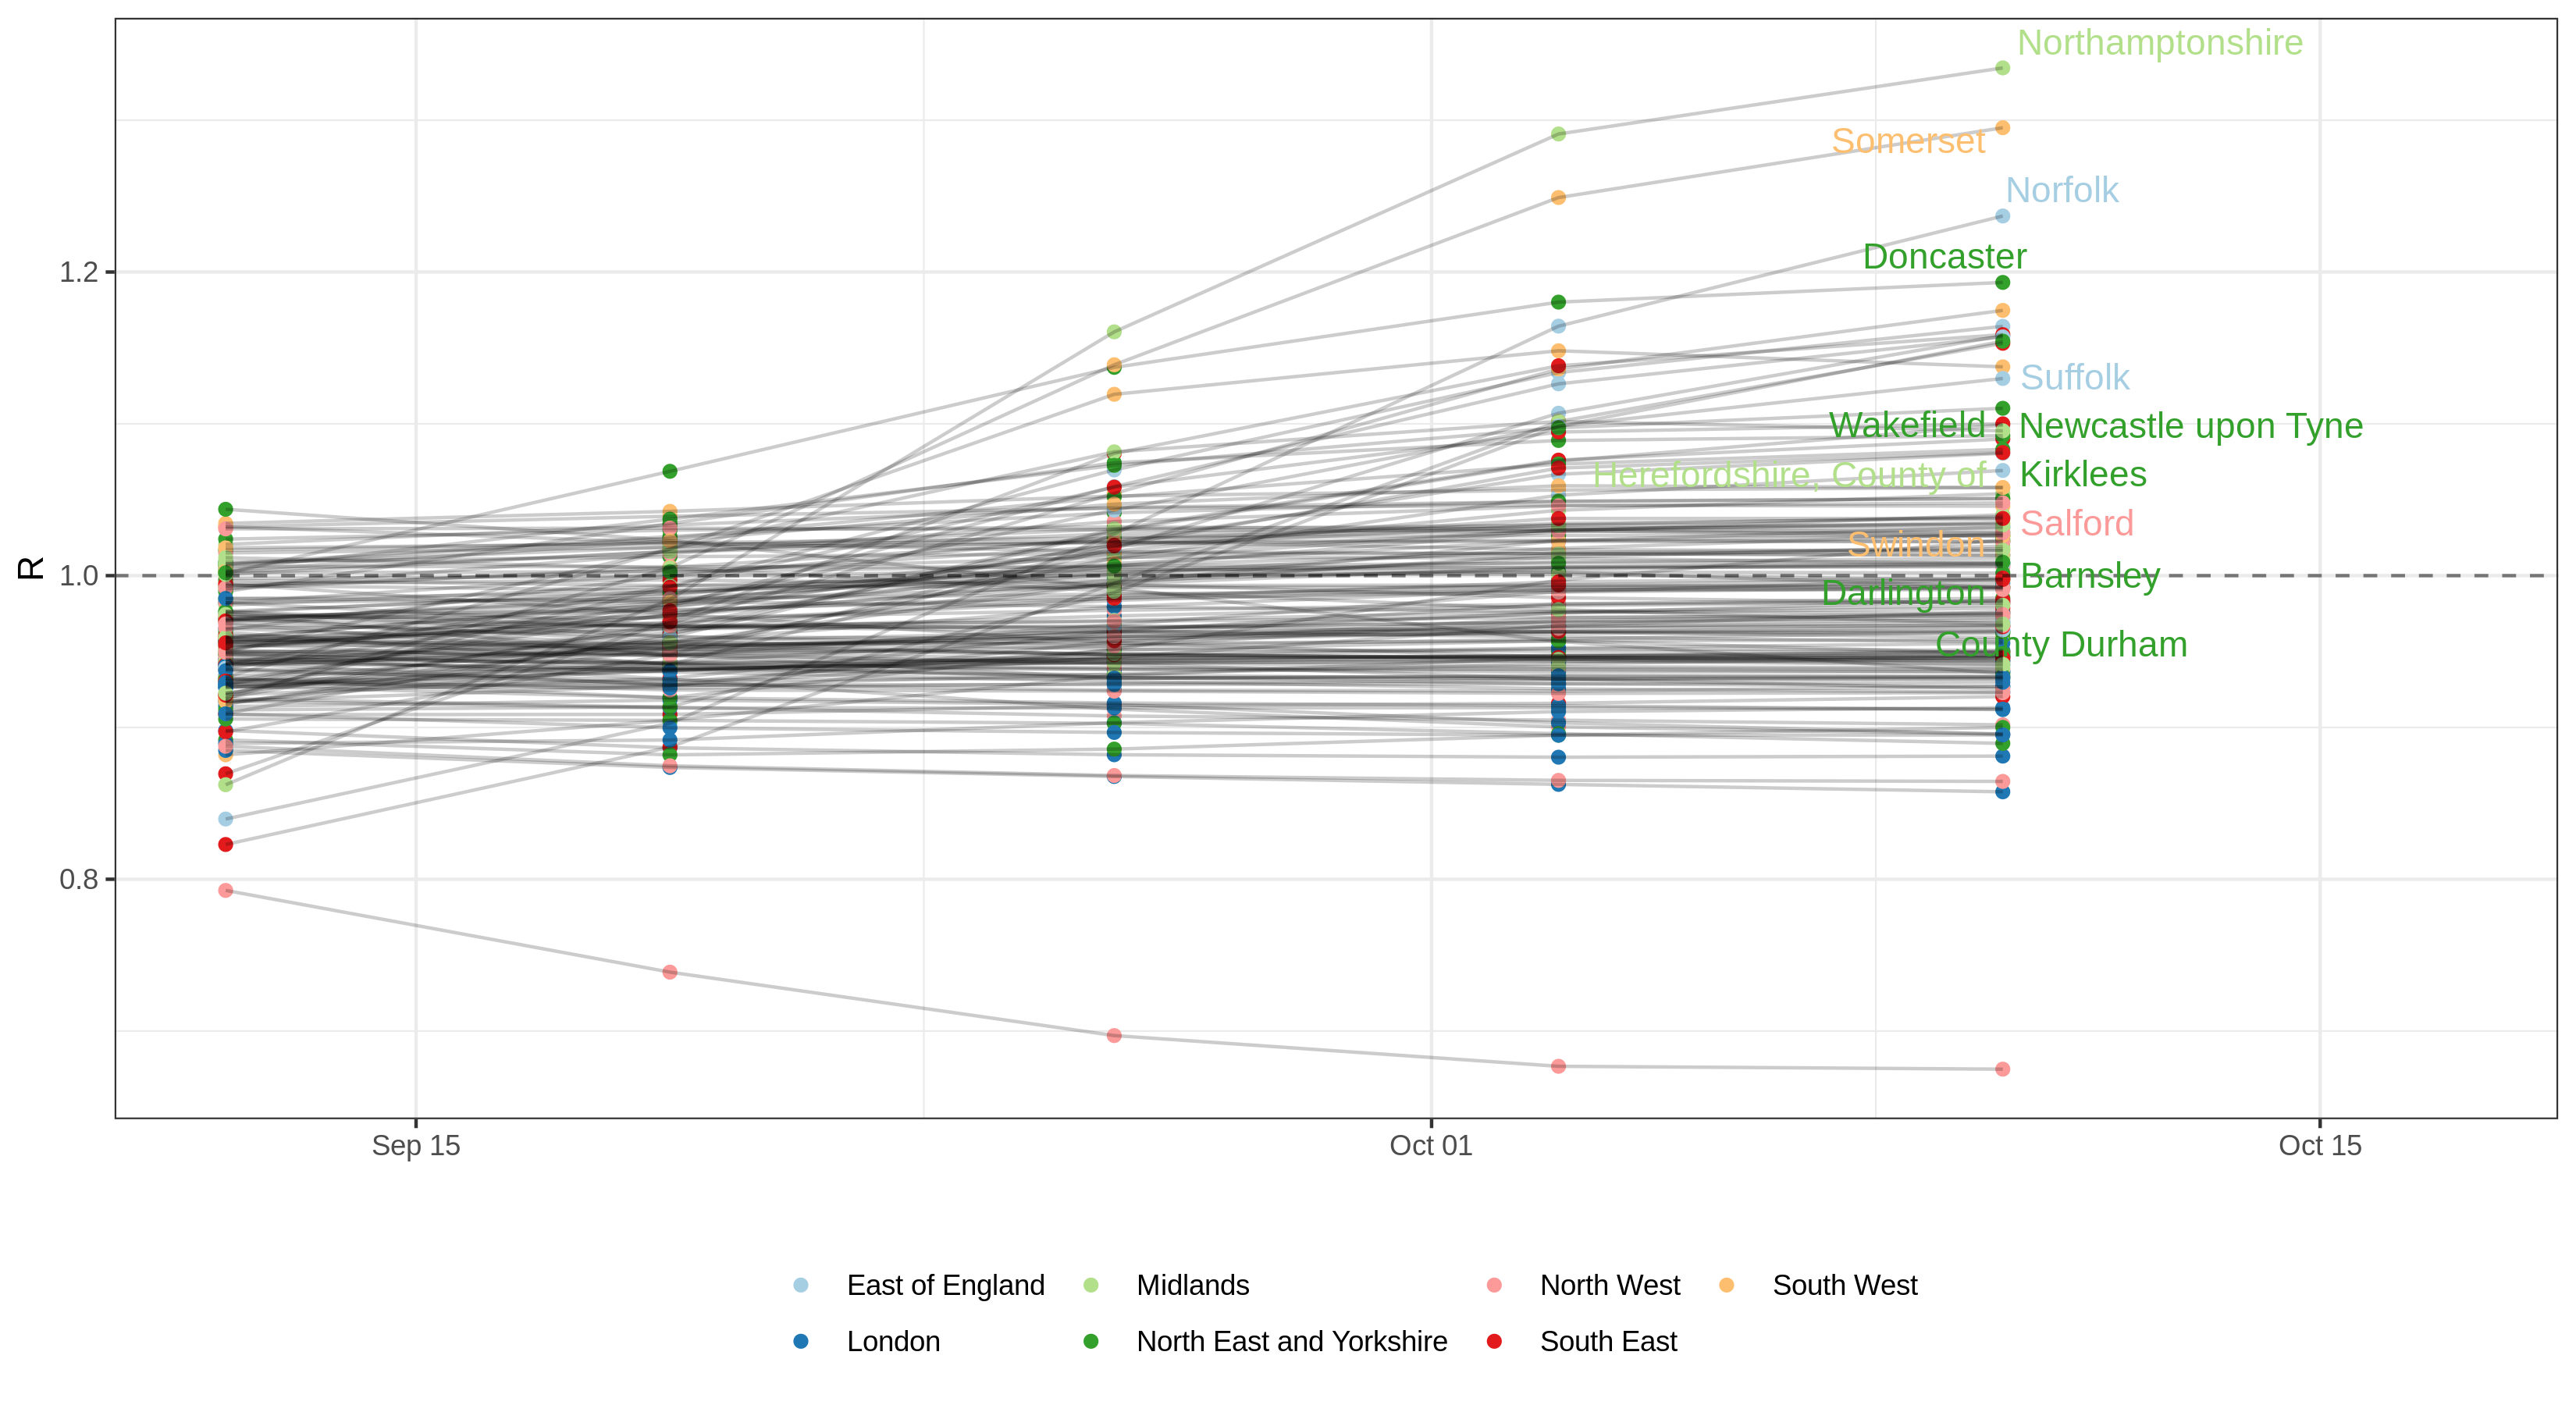 Northamptonshire
Somerset
Norfolk
1.2
Doncaster
Suffolk
Wakefield
Newcastle upon Tyne
Herefordshire, County of
Kirklees
Salford
Swindon
R
1.0
Barnsley
Darlington
County Durham
0.8
Sep 15
Oct 01
Oct 15
East of England
Midlands
North West
South West
London
North East and Yorkshire
South East